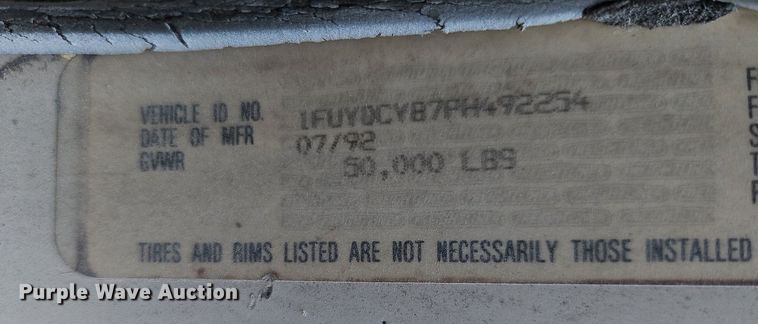 VEHICLE ID NO. 1FUYDCYB7PH492254
DATE OF MFR 07/92
GVWR 50,000 LBS
TIRES AND RIMS LISTED ARE NOT NECESSARILY THOSE INSTALLED
Purple Wave Auction